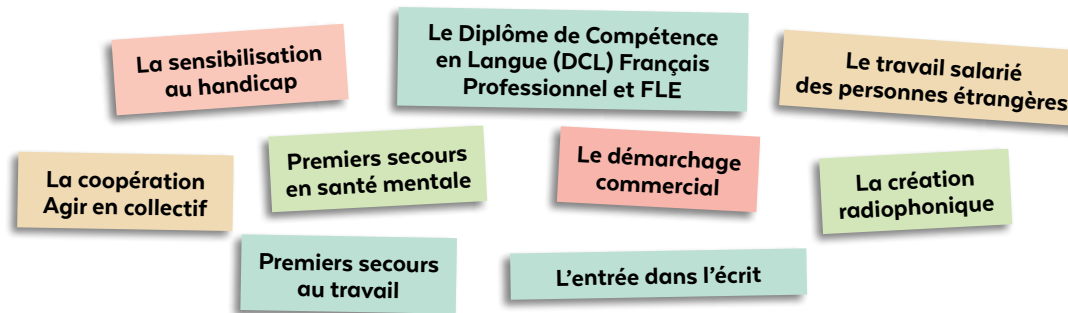 La sensibilisation
au handicap
Le Diplôme de Compétence
en Langue (DCL) Français
Professionnel et FLE
Le travail salarié
des personnes étrangères
La coopération
Agir en collectif
Premiers secours
en santé mentale
Le démarchage
commercial
La création
radiophonique
Premiers secours
au travail
L'entrée dans l'écrit